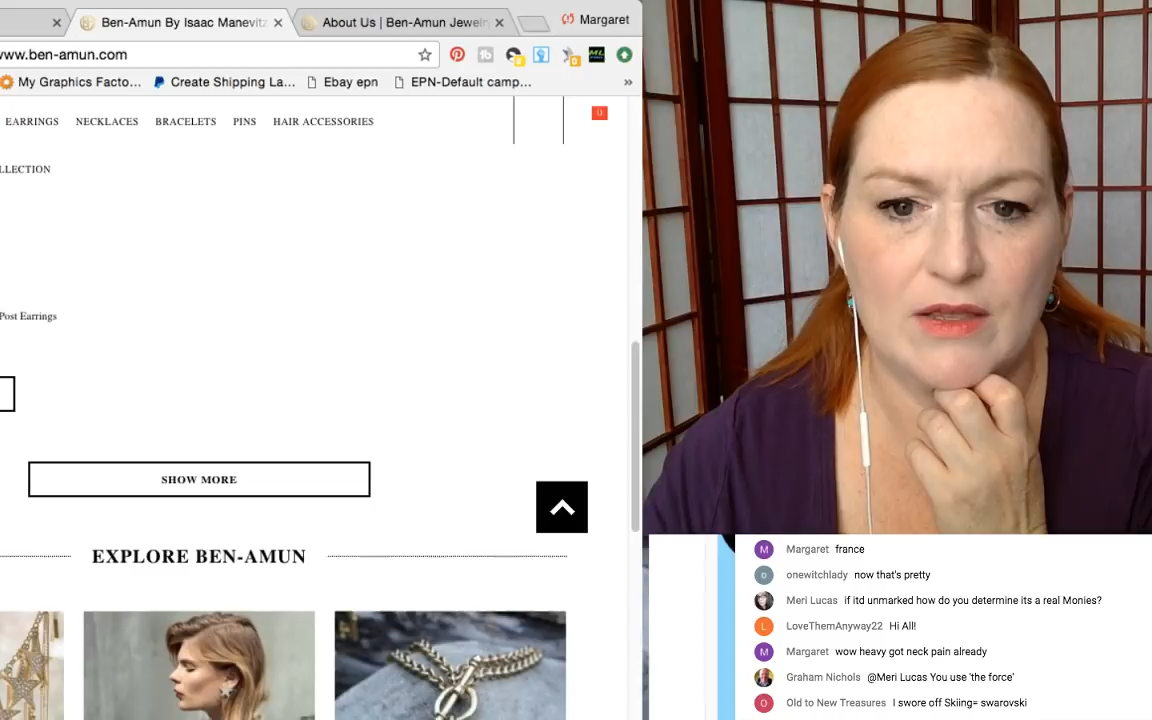 Ben-Amun By Isaac Manevitz
About Us | Ben-Amun Jewelry
Margaret
www.ben-amun.com
My Graphics Facto...
Create Shipping La...
Ebay epn
EPN-Default camp...
»
EARRINGS
NECKLACES
BRACELETS
PINS
HAIR ACCESSORIES
0
LLECTION
Post Earrings
SHOW MORE
EXPLORE BEN-AMUN
M Margaret france
o onewitchlady now that's pretty
Meri Lucas if itd unmarked how do you determine its a real Monies?
L LoveThemAnyway22 Hi All!
M Margaret wow heavy got neck pain already
Graham Nichols @Meri Lucas You use 'the force'
O Old to New Treasures I swore off Skiing= swarovski